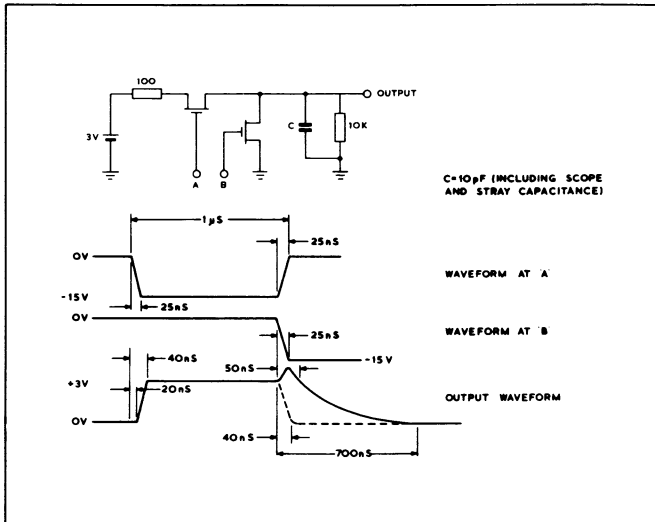 100
OUTPUT
3V
C
10K
A
B
C=10pF (INCLUDING SCOPE
AND STRAY CAPACITANCE)
1µS
25nS
0V
WAVEFORM AT 'A'
-15V
25nS
0V
25nS
WAVEFORM AT 'B'
-15V
40nS
50nS
+3V
20nS
OUTPUT WAVEFORM
0V
40nS
700nS